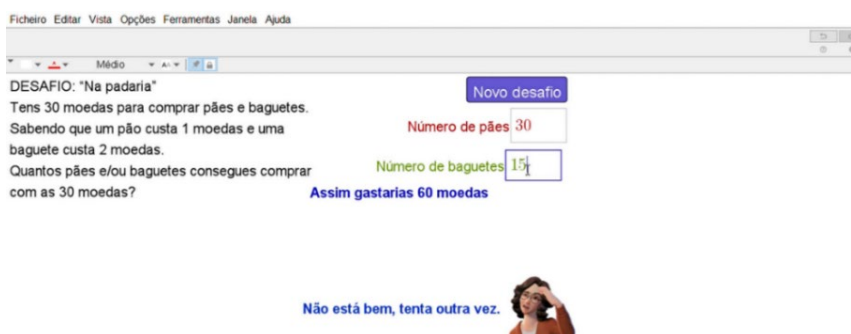 Ficheiro Editar Vista Opções Ferramentas Janela Ajuda
Médio
DESAFIO: "Na padaria"
Tens 30 moedas para comprar pães e baguetes.
Sabendo que um pão custa 1 moedas e uma
baguete custa 2 moedas.
Quantos pães e/ou baguetes consegues comprar
com as 30 moedas?
Novo desafio
Número de pães 30
Número de baguetes 15
Assim gastarias 60 moedas
Não está bem, tenta outra vez.